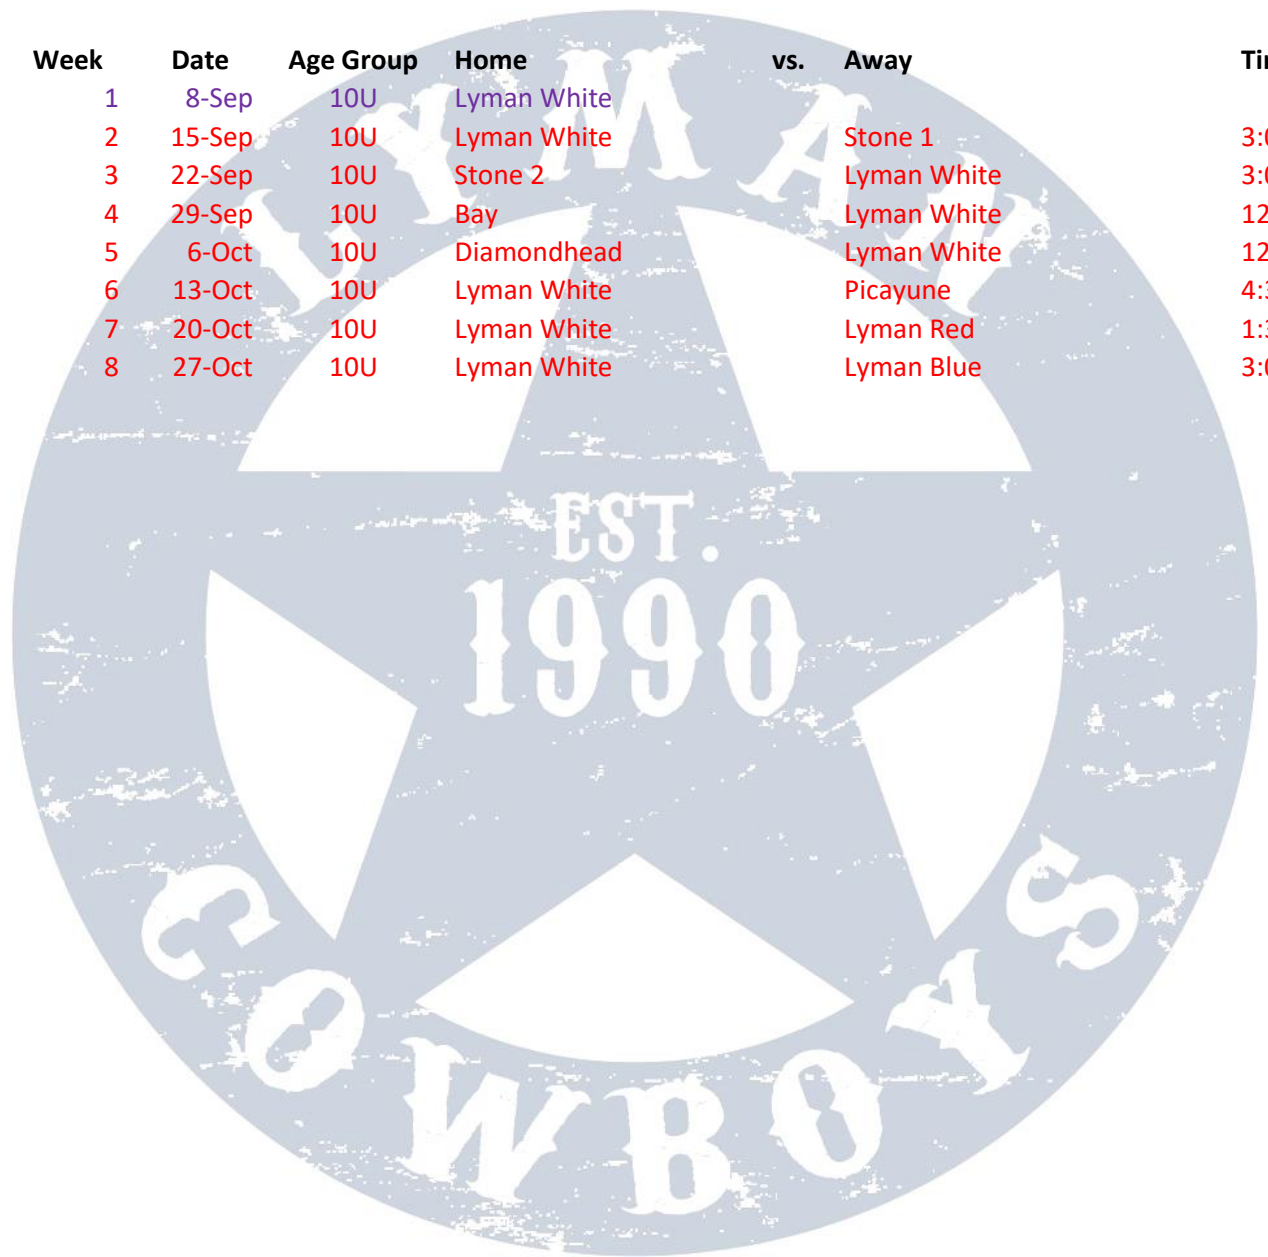 Week Date Age Group Home vs. Away
1 8-Sep 10U Lyman White
2 15-Sep 10U Lyman White Stone 1
3 22-Sep 10U Stone 2 Lyman White
4 29-Sep 10U Bay Lyman White
5 6-Oct 10U Diamondhead Lyman White
6 13-Oct 10U Lyman White Picayune
7 20-Oct 10U Lyman White Lyman Red
8 27-Oct 10U Lyman White Lyman Blue
LYMAN
EST.
1990
COWBOYS